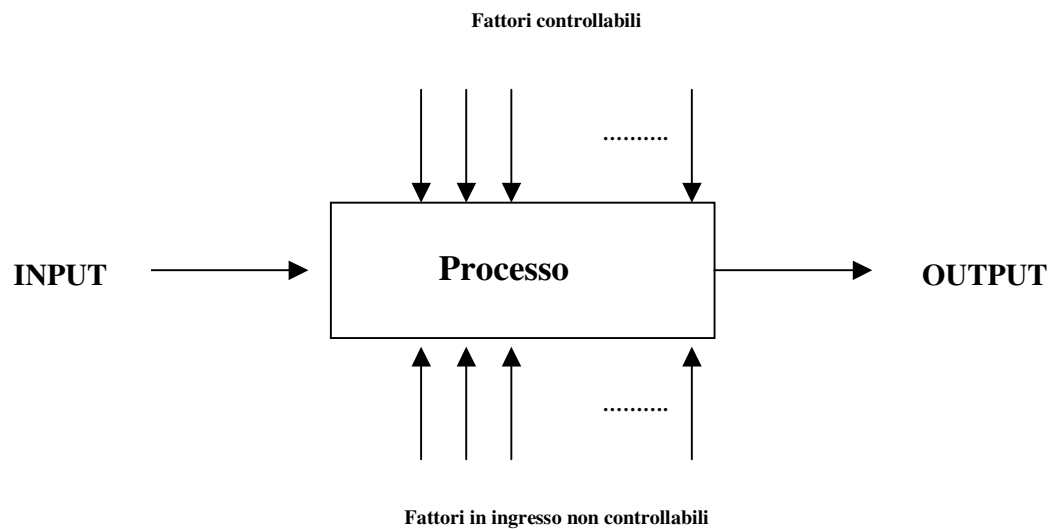 Fattori controllabili
..........
INPUT
Processo
OUTPUT
..........
Fattori in ingresso non controllabili